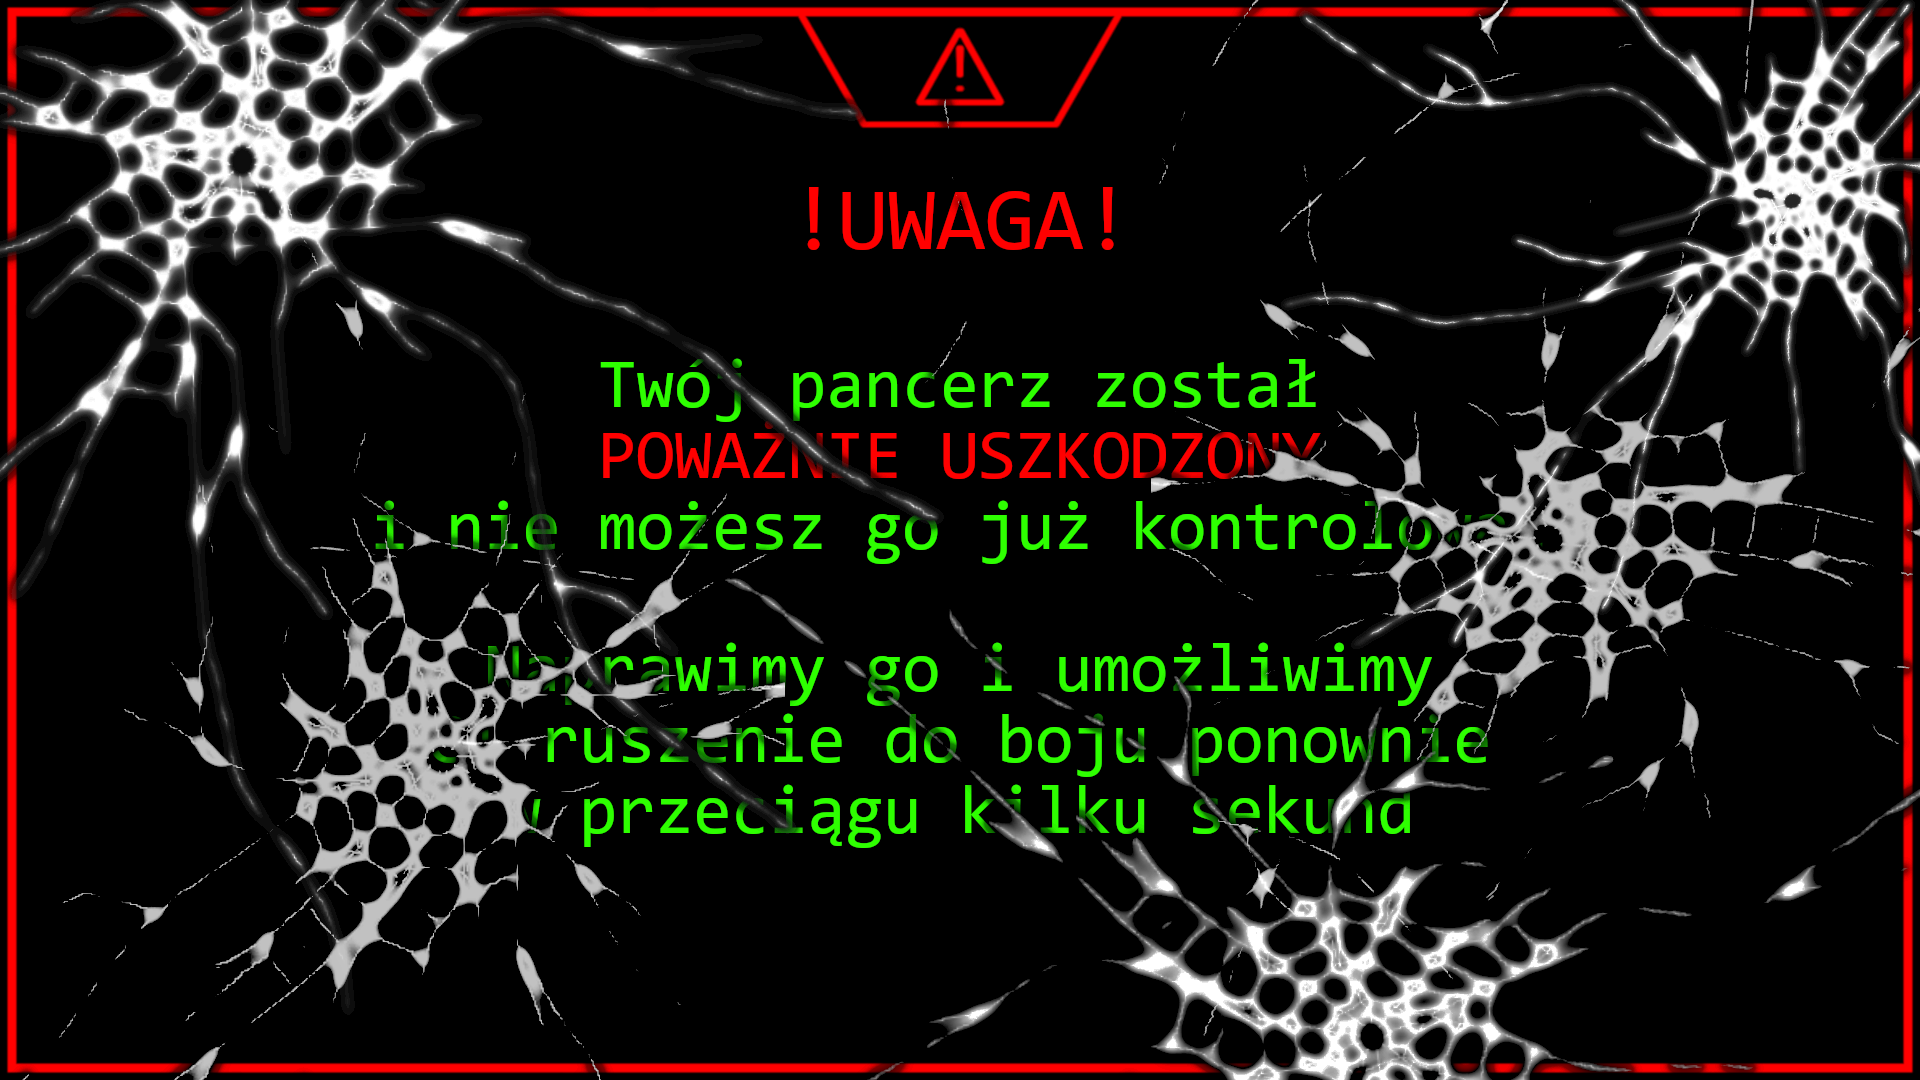 !UWAGA!
Twój pancerz został
POWAŻNIE USZKODZONY
i nie możesz go już
Naprawimy go i umożliwimy
ruszenie do boju ponownie
w przeciągu kilku sekund